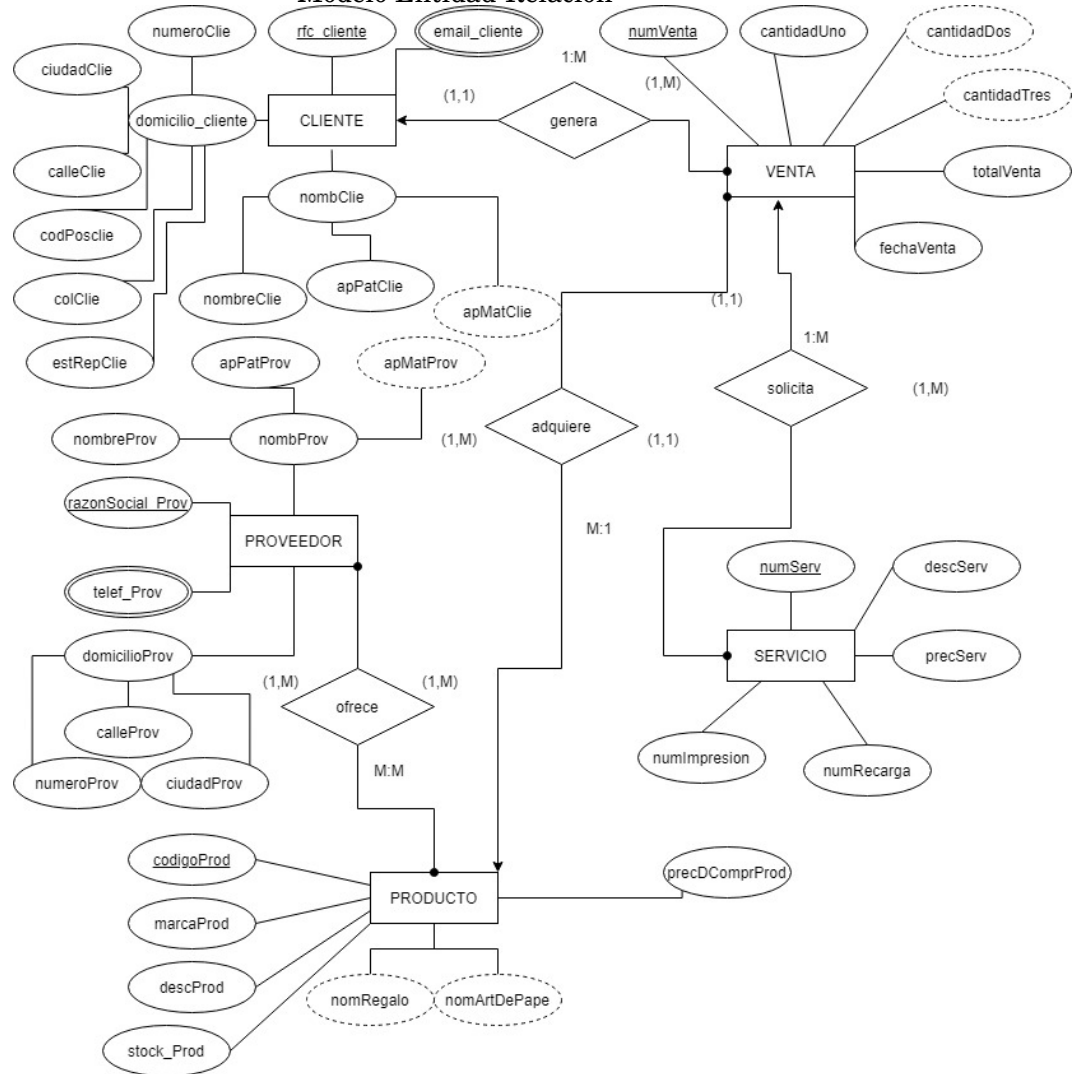 Modelo Entidad-Relación
numeroClie
rfc_cliente
email_cliente
numVenta
cantidadUno
cantidadDos
ciudadClie
1:M
(1,1)
(1,M)
cantidadTres
domicilio_cliente
CLIENTE
genera
calleClie
VENTA
totalVenta
nombClie
codPosclie
fechaVenta
apPatClie
colClie
nombreClie
(1,1)
apMatClie
1:M
estRepClie
apPatProv
apMatProv
solicita
(1,M)
nombreProv
nombProv
(1,M)
adquiere
(1,1)
razonSocial_Prov
M:1
PROVEEDOR
numServ
descServ
telef_Prov
domicilioProv
SERVICIO
precServ
(1,M)
(1,M)
ofrece
calleProv
numImpresion
numRecarga
numeroProv
ciudadProv
M:M
codigoProd
precDComprProd
PRODUCTO
marcaProd
descProd
nomRegalo
nomArtDePape
stock_Prod